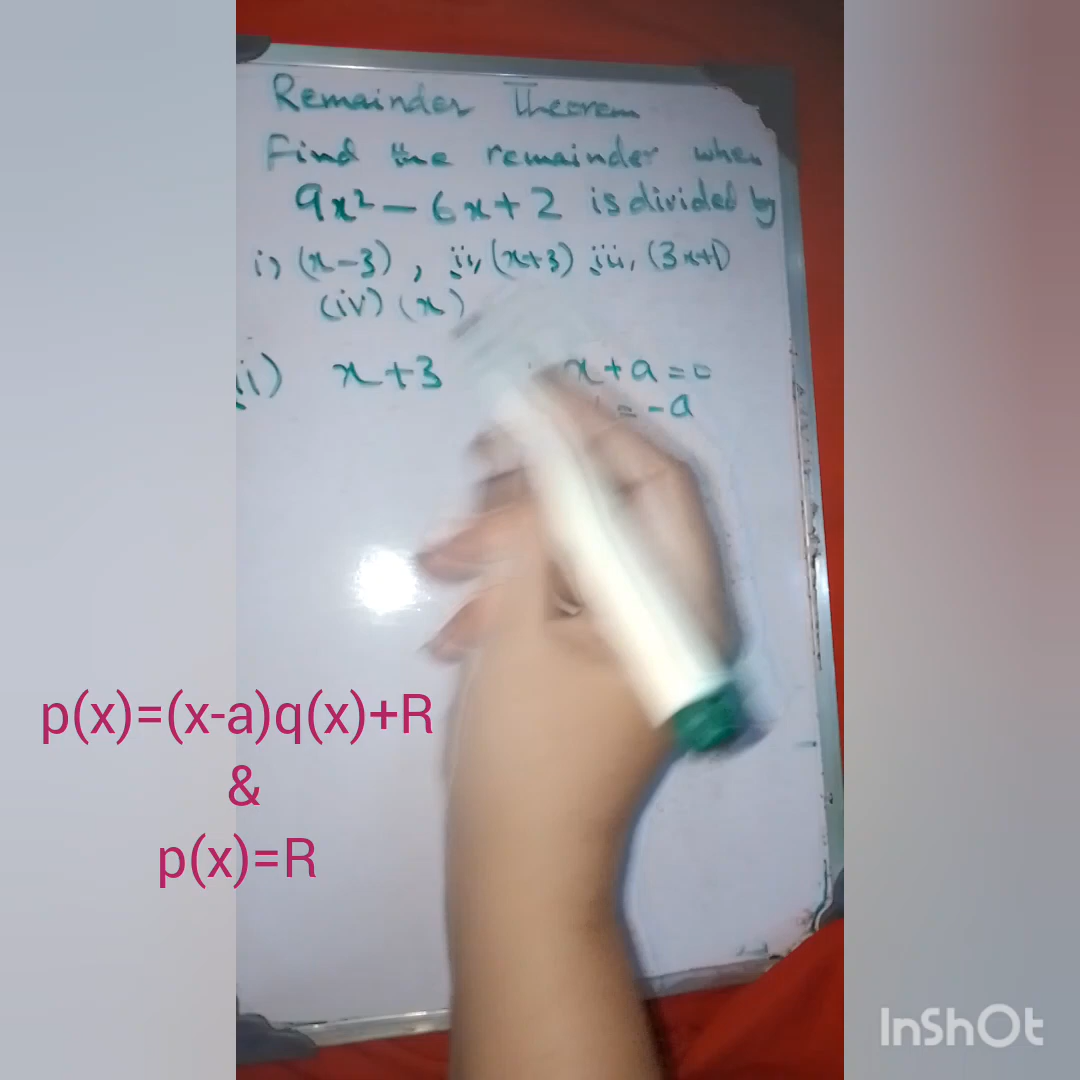 Remainder Theorem
Find the remainder when
9x² - 6x + 2 is divided by
i, (x-3) , ii, (x+3) iii, (3x+1)
(iv) (x)
ii) x+3 x + a = 0
= -a
p(x)=(x-a)q(x)+R
&
p(x)=R
InShOt